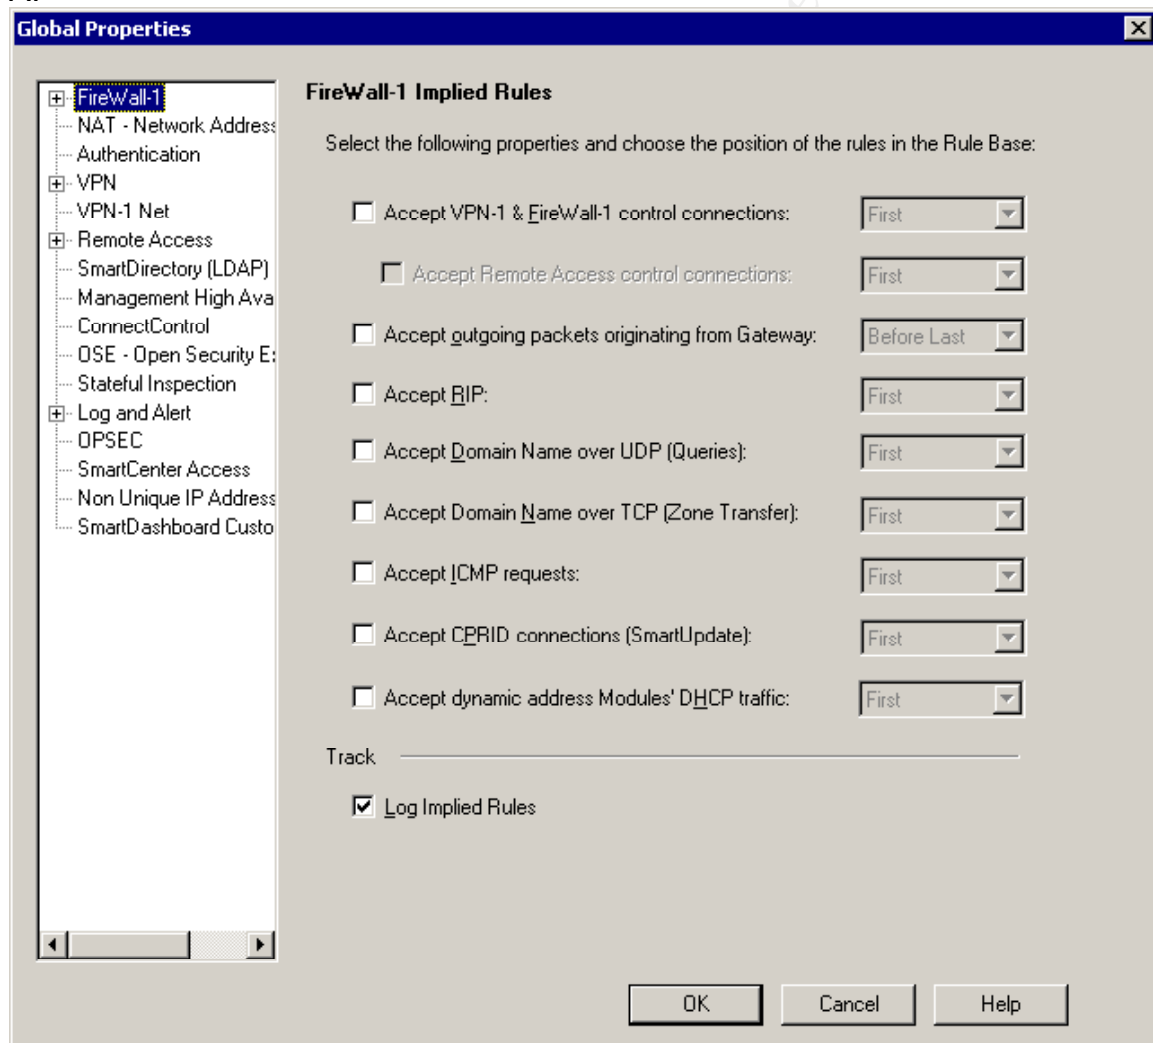 Global Properties
FireWall-1
NAT - Network Address
Authentication
VPN
VPN-1 Net
Remote Access
SmartDirectory (LDAP)
Management High Ava
ConnectControl
OSE - Open Security E
Stateful Inspection
Log and Alert
OPSEC
SmartCenter Access
Non Unique IP Address
SmartDashboard Custo
FireWall-1 Implied Rules
Select the following properties and choose the position of the rules in the Rule Base:
Accept VPN-1 & FireWall-1 control connections: First
Accept Remote Access control connections: First
Accept outgoing packets originating from Gateway: Before Last
Accept RIP: First
Accept Domain Name over UDP (Queries): First
Accept Domain Name over TCP (Zone Transfer): First
Accept ICMP requests: First
Accept CPRID connections (SmartUpdate): First
Accept dynamic address Modules' DHCP traffic: First
Track
Log Implied Rules
OK Cancel Help